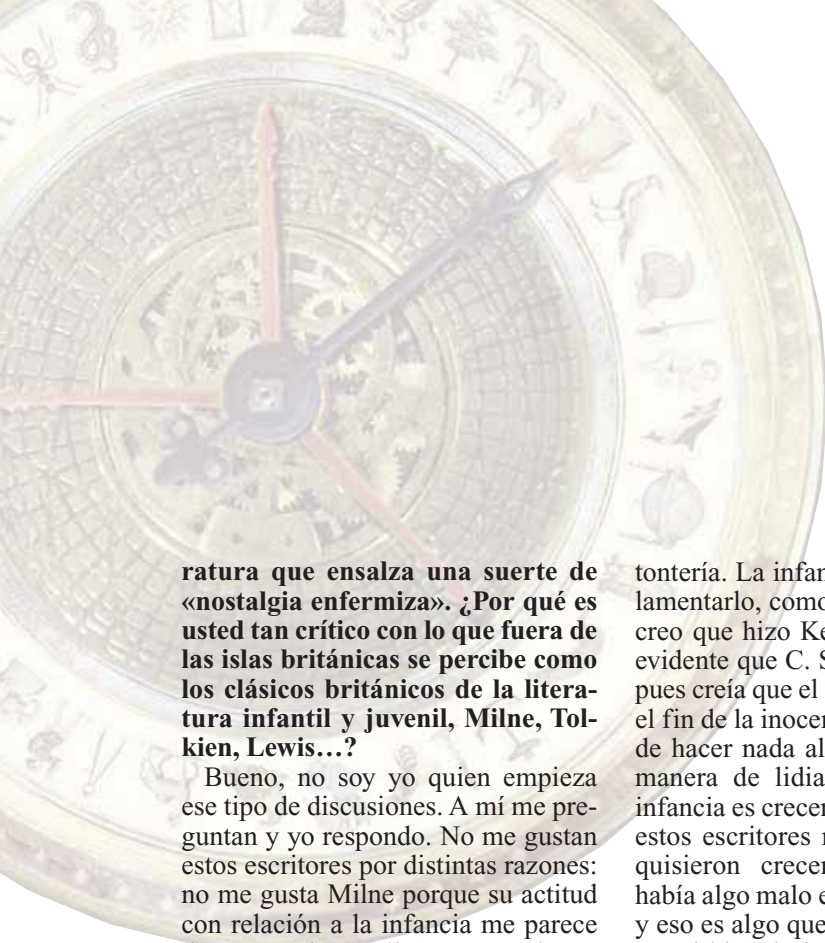 ratura que ensalza una suerte de
«nostalgia enfermiza». ¿Por qué es
usted tan crítico con lo que fuera de
las islas británicas se percibe como
los clásicos británicos de la litera-
tura infantil y juvenil, Milne, Tol-
kien, Lewis…?
Bueno, no soy yo quien empieza
ese tipo de discusiones. A mí me pre-
guntan y yo respondo. No me gustan
estos escritores por distintas razones:
no me gusta Milne porque su actitud
con relación a la infancia me parece
tontería. La infan
lamentarlo, como
creo que hizo Ke
evidente que C. S
pues creía que el
el fin de la inocen
de hacer nada al
manera de lidia
infancia es crecer
estos escritores
quisieron crecer
había algo malo e
y eso es algo que